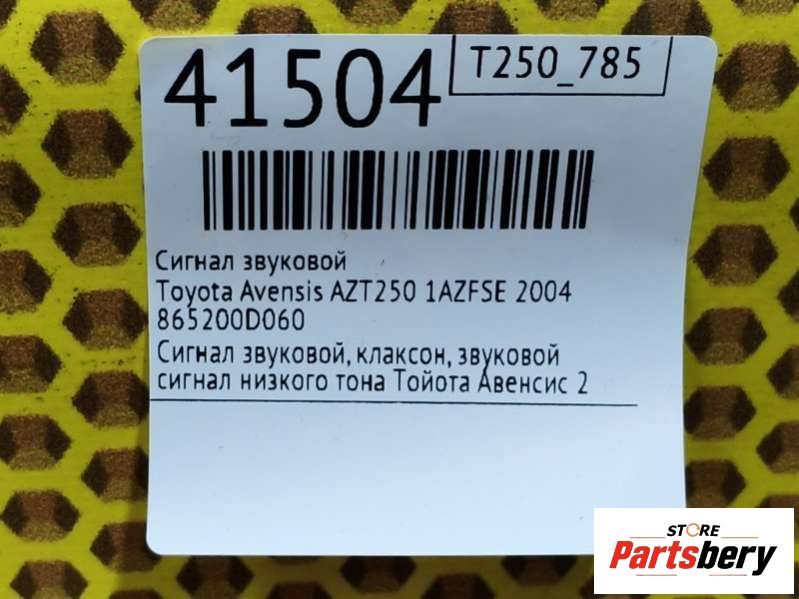 41504
T250_785
Сигнал звуковой
Toyota Avensis AZT250 1AZFSE 2004
865200D060
Сигнал звуковой, клаксон, звуковой
сигнал низкого тона Тойота Авенсис 2
STORE
Partsbery